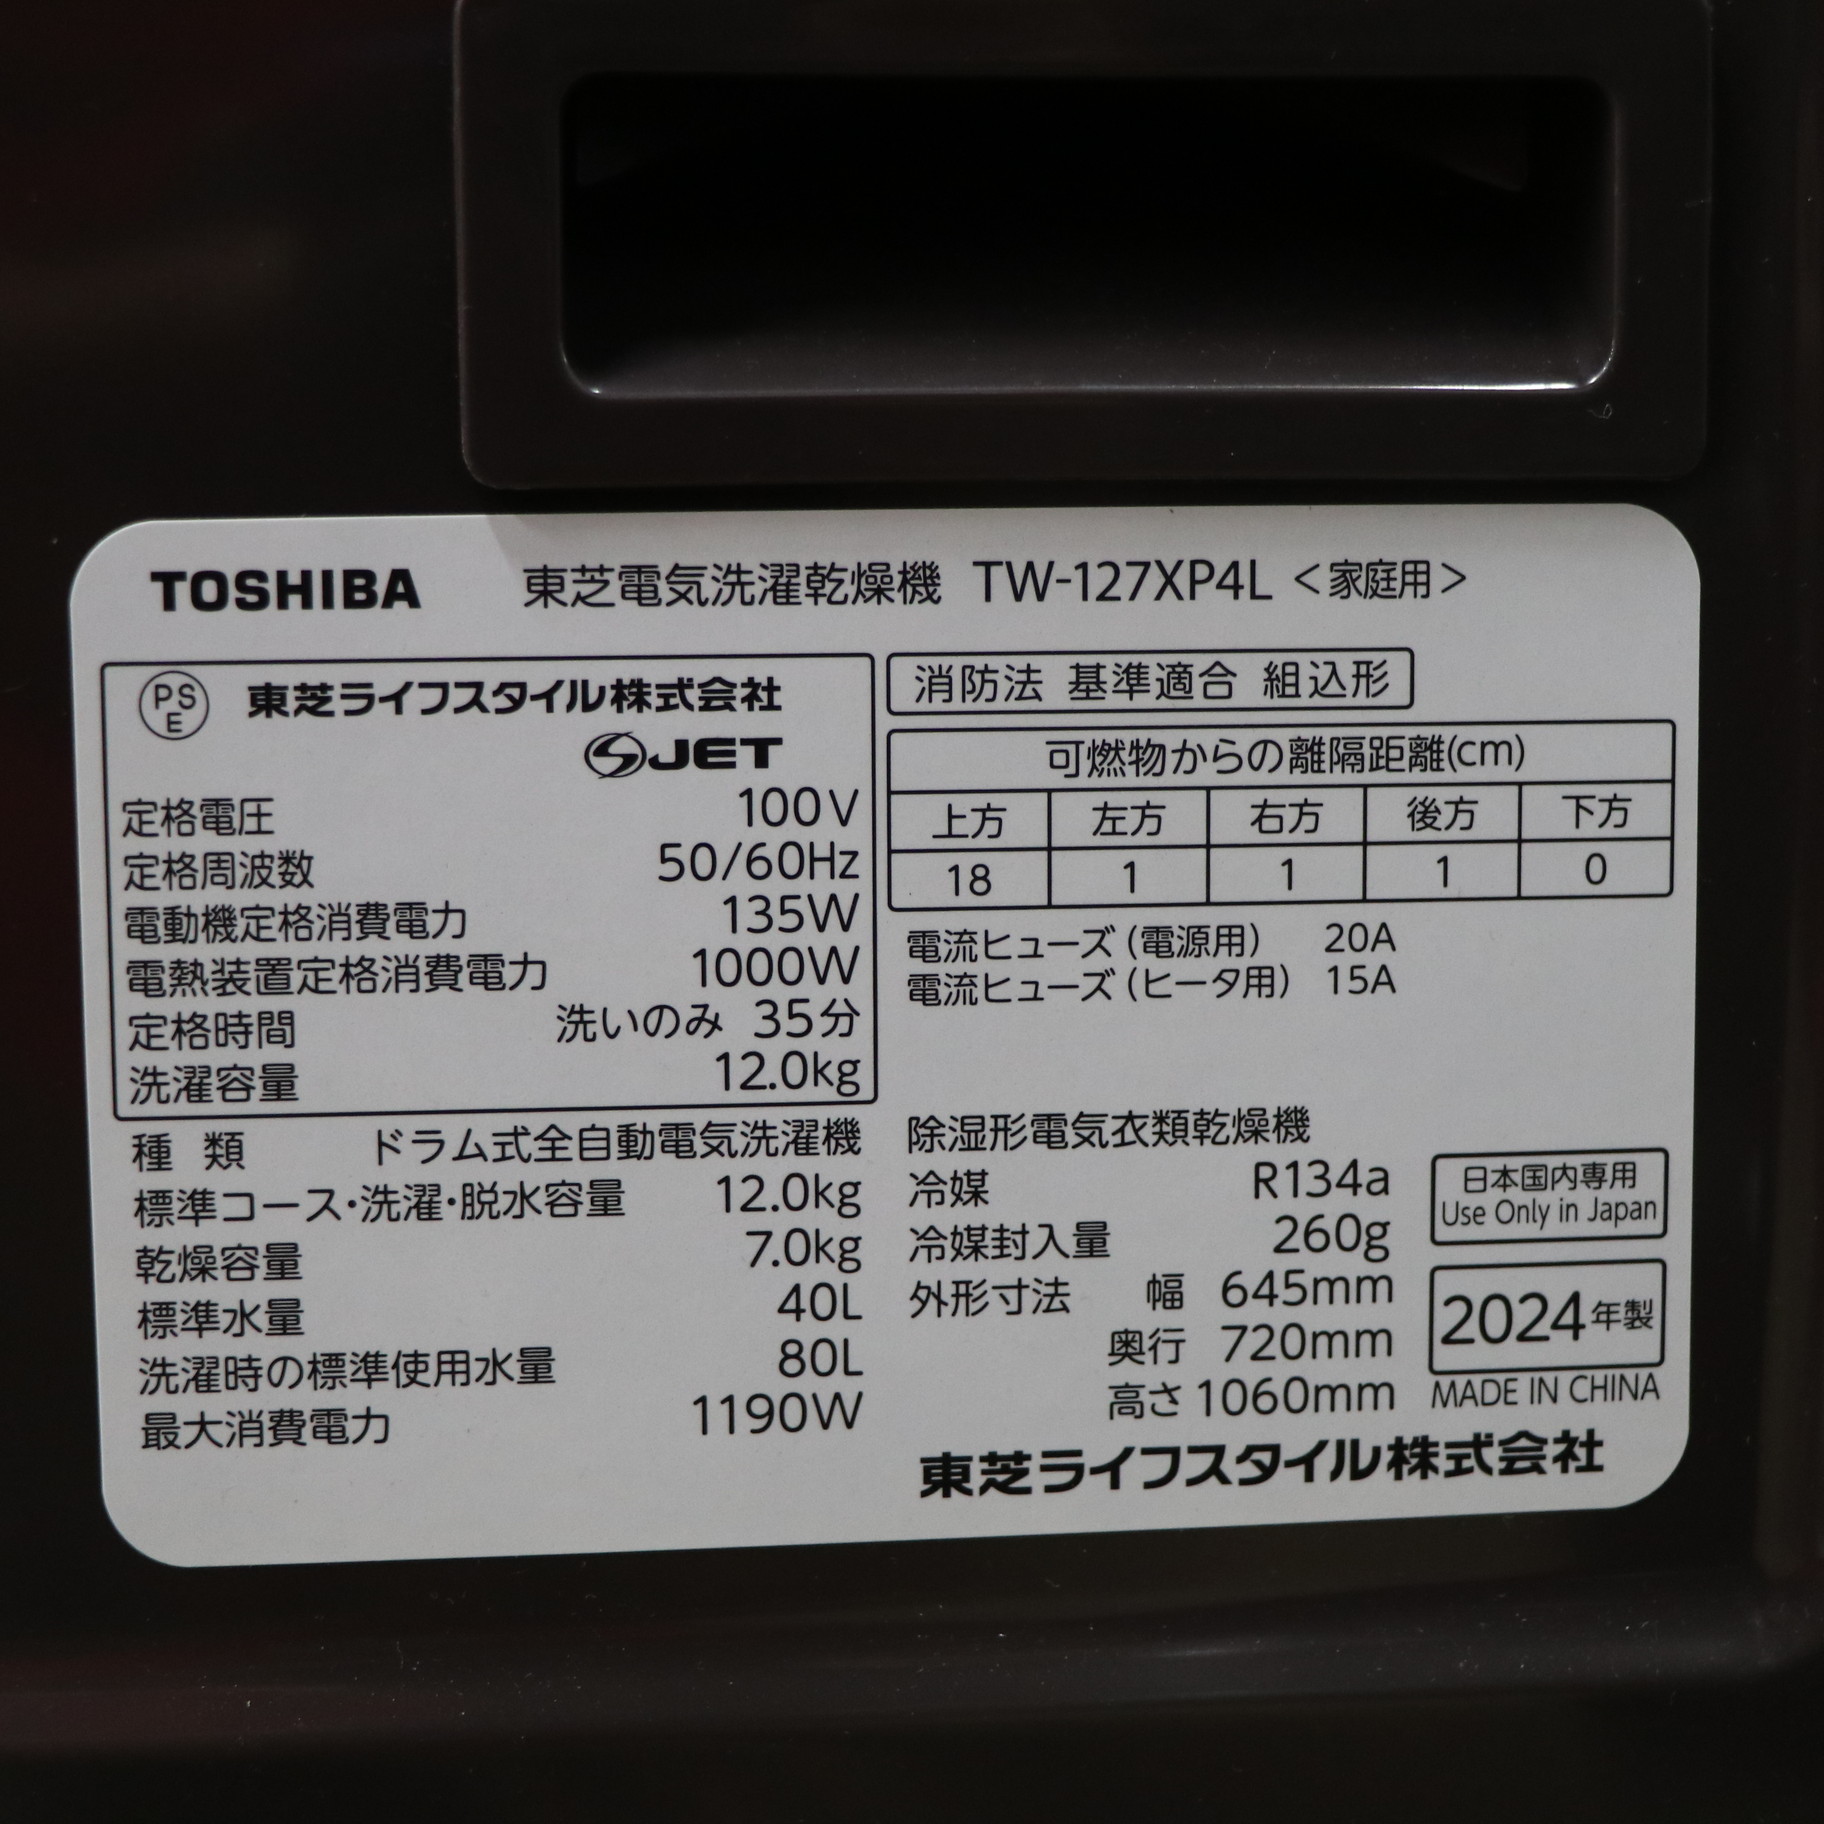 TOSHIBA 東芝電気洗濯乾燥機 TW-127XP4L <家庭用>
PS
E
東芝ライフスタイル株式会社
JET
定格電圧 100V
定格周波数 50/60Hz
電動機定格消費電力 135W
電熱装置定格消費電力 1000W
定格時間 洗いのみ 35分
洗濯容量 12.0kg
種 類 ドラム式全自動電気洗濯機
標準コース・洗濯・脱水容量 12.0kg
乾燥容量 7.0kg
標準水量 40L
洗濯時の標準使用水量 80L
最大消費電力 1190W
消防法 基準適合 組込形
可燃物からの離隔距離(cm)
上方 左方 右方 後方 下方
18 1 1 1 0
電流ヒューズ(電源用) 20A
電流ヒューズ(ヒータ用) 15A
除湿形電気衣類乾燥機
冷媒 R134a
冷媒封入量 260g
外形寸法 幅 645mm
奥行 720mm
高さ 1060mm
日本国内専用
Use Only in Japan
2024年製
MADE IN CHINA
東芝ライフスタイル株式会社